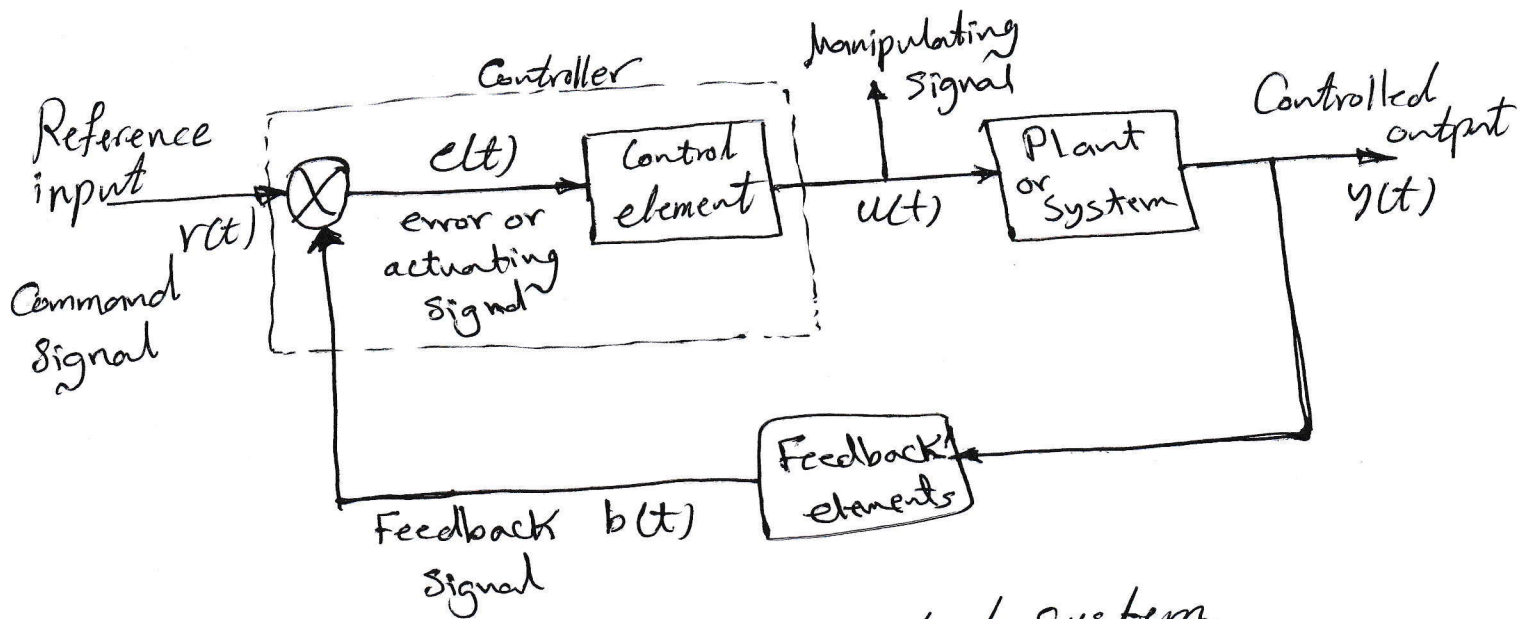 Controller
Manipulating
signal
Reference
input
r(t)
Command
signal
e(t)
error or
actuating
signal
Control
element
u(t)
Plant
or
System
Controlled
output
y(t)
Feedback
elements
Feedback b(t)
signal
system